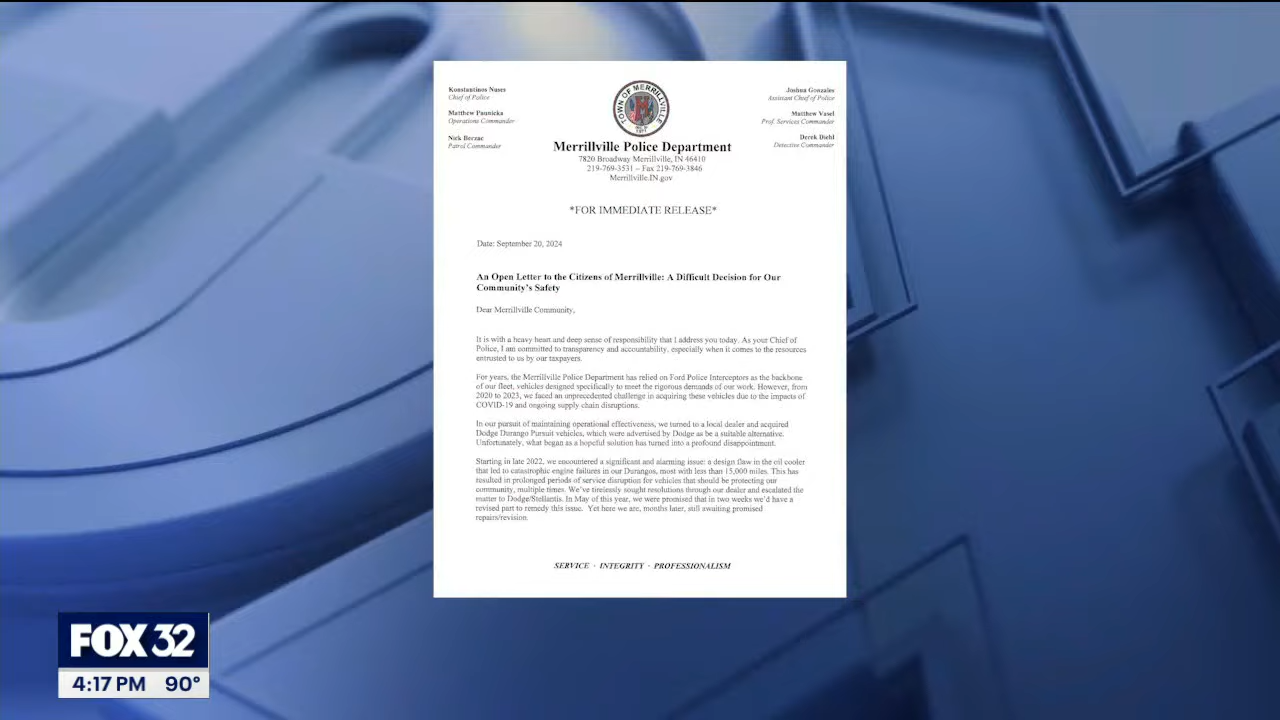 Konstantinos Nuses
Chief of Police
Matthew Paunicka
Operations Commander
Nick Berzac
Patrol Commander
TOWN OF MERRILLVILLE
Joshua Gonzales
Assistant Chief of Police
Matthew Vasel
Prof. Services Commander
Derek Diehl
Detective Commander
Merrillville Police Department
7820 Broadway Merrillville, IN 46410
219-769-3531 – Fax 219-769-3846
Merrillville.IN.gov
*FOR IMMEDIATE RELEASE*
Date: September 20, 2024
An Open Letter to the Citizens of Merrillville: A Difficult Decision for Our
Community's Safety
Dear Merrillville Community,
It is with a heavy heart and deep sense of responsibility that I address you today. As your Chief of
Police, I am committed to transparency and accountability, especially when it comes to the resources
entrusted to us by our taxpayers.
For years, the Merrillville Police Department has relied on Ford Police Interceptors as the backbone
of our fleet, vehicles designed specifically to meet the rigorous demands of our work. However, from
2020 to 2023, we faced an unprecedented challenge in acquiring these vehicles due to the impacts of
COVID-19 and ongoing supply chain disruptions.
In our pursuit of maintaining operational effectiveness, we turned to a local dealer and acquired
Dodge Durango Pursuit vehicles, which were advertised by Dodge as be a suitable alternative.
Unfortunately, what began as a hopeful solution has turned into a profound disappointment.
Starting in late 2022, we encountered a significant and alarming issue: a design flaw in the oil cooler
that led to catastrophic engine failures in our Durangos, most with less than 15,000 miles. This has
resulted in prolonged periods of service disruption for vehicles that should be protecting our
community, multiple times. We've tirelessly sought resolutions through our dealer and escalated the
matter to Dodge/Stellantis. In May of this year, we were promised that in two weeks we'd have a
revised part to remedy this issue. Yet here we are, months later, still awaiting promised
repairs/revision.
SERVICE · INTEGRITY · PROFESSIONALISM
FOX 32
4:17 PM 90°